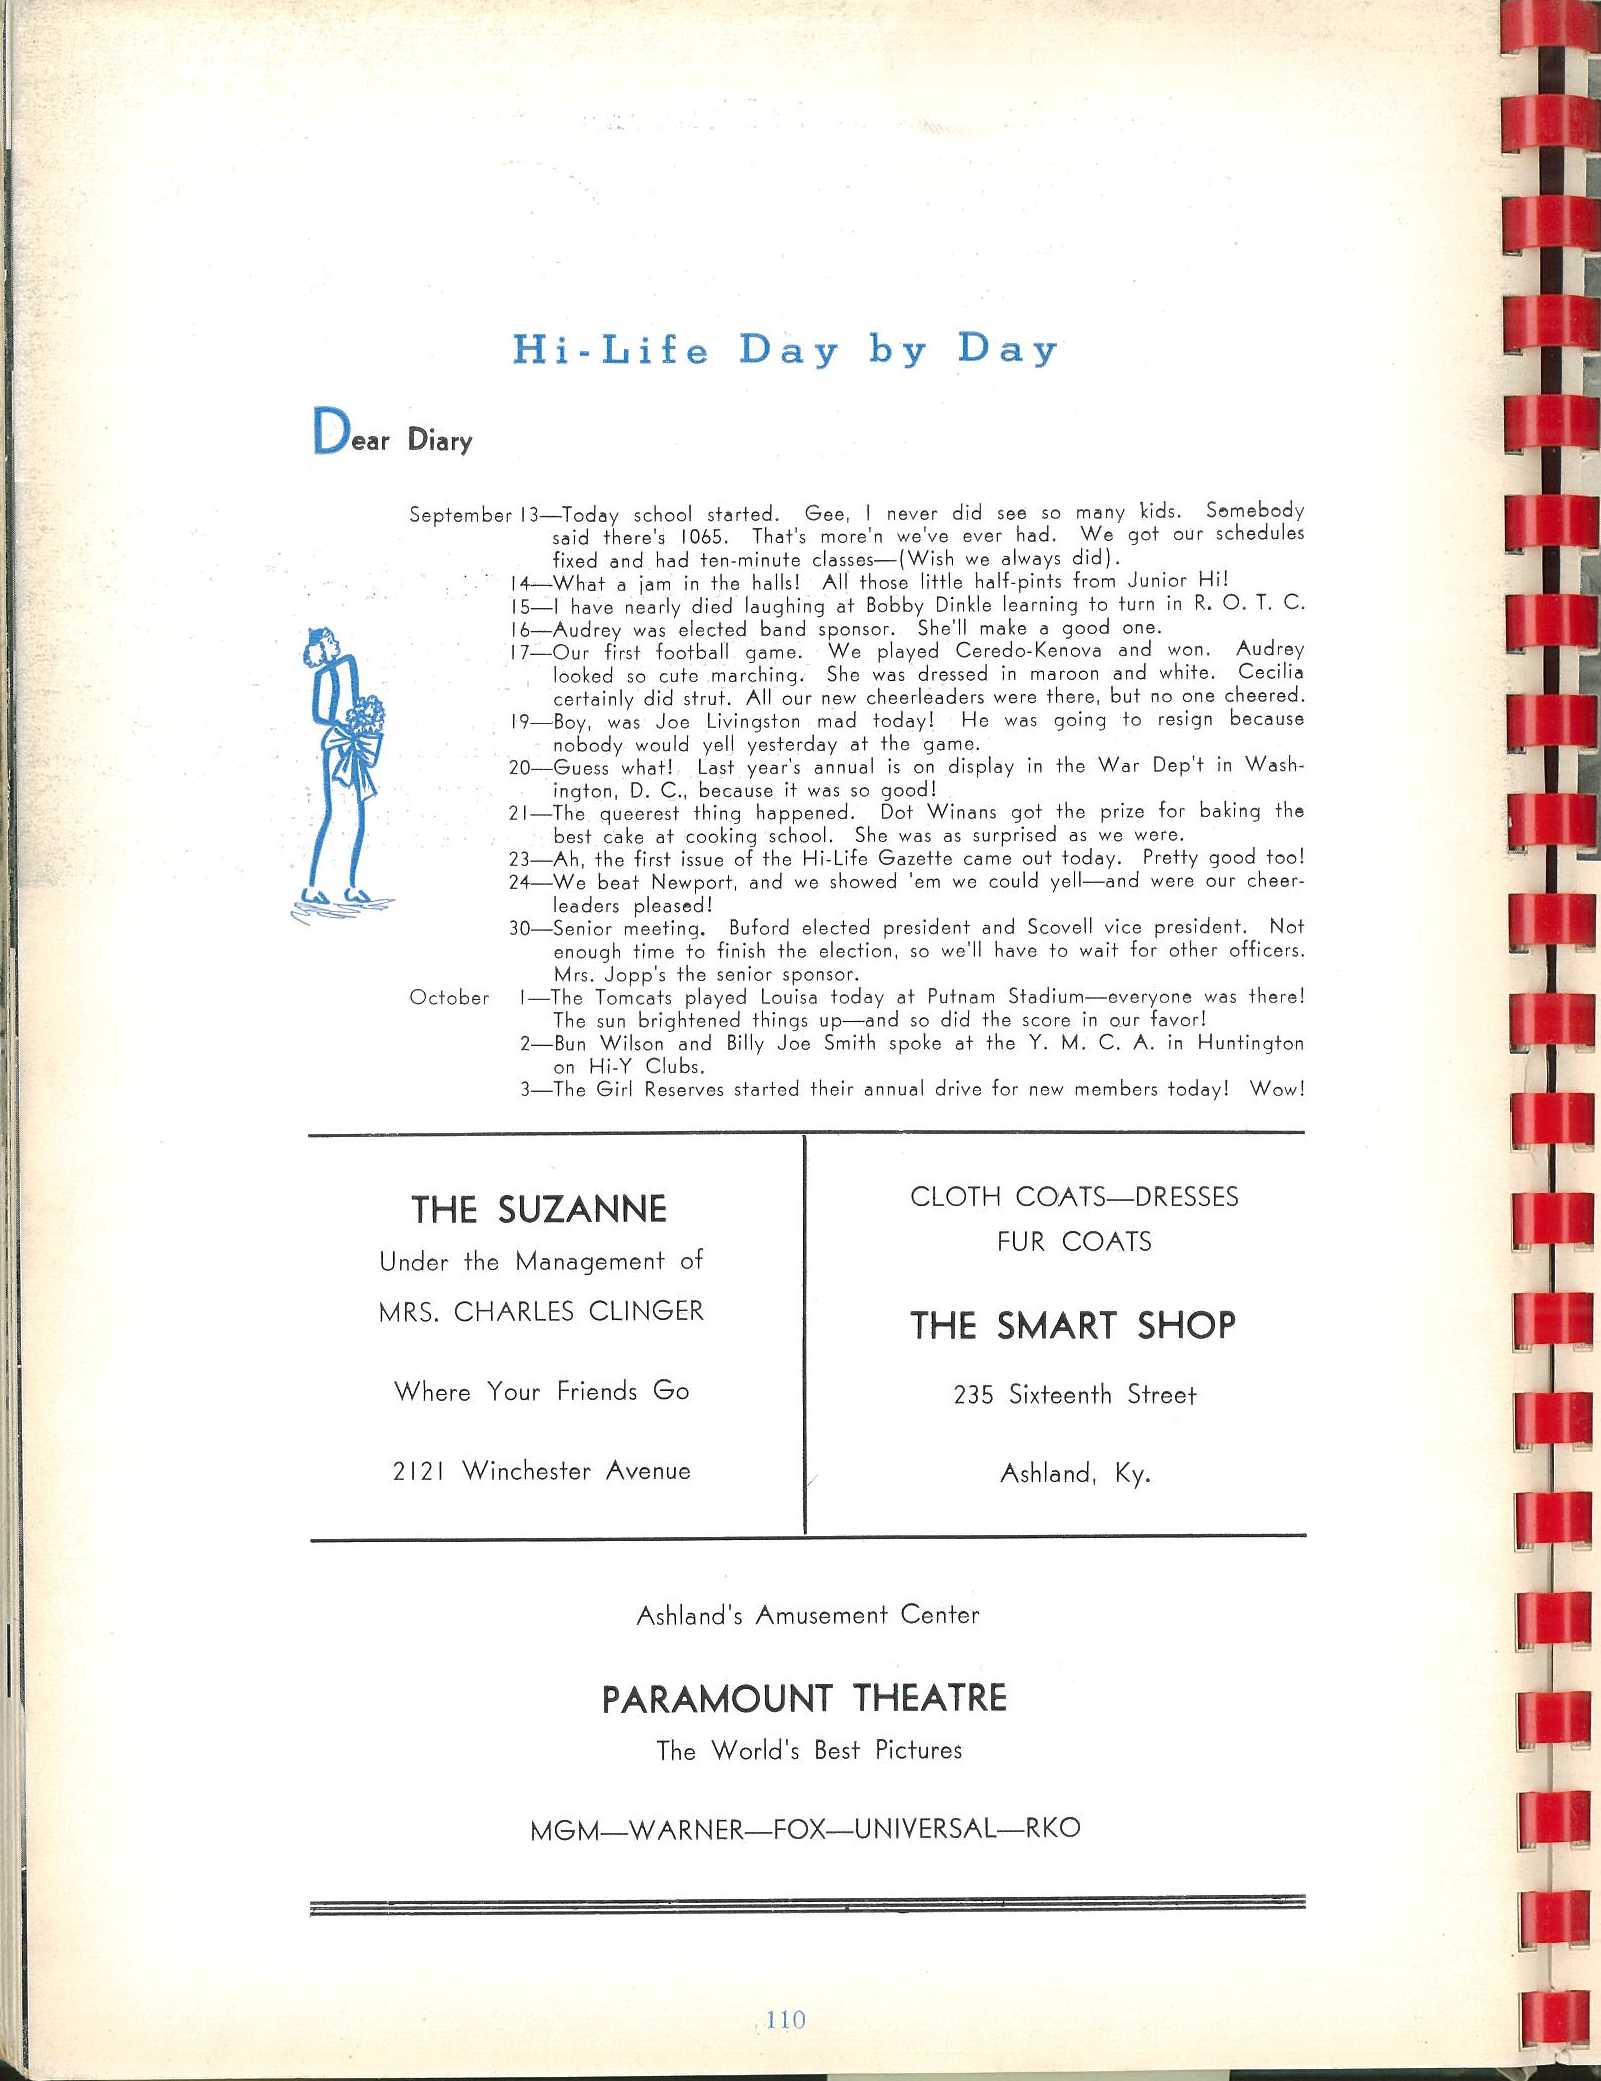 Hi-Life Day by Day
Dear Diary
September 13—Today school started. Gee, I never did see so many kids. Somebody
said there's 1065. That's more'n we've ever had. We got our schedules
fixed and had ten-minute classes—(Wish we always did).
14—What a jam in the halls! All those little half-pints from Junior Hi!
15—I have nearly died laughing at Bobby Dinkle learning to turn in R. O. T. C.
16—Audrey was elected band sponsor. She'll make a good one.
17—Our first football game. We played Ceredo-Kenova and won. Audrey
looked so cute marching. She was dressed in maroon and white. Cecilia
certainly did strut. All our new cheerleaders were there, but no one cheered.
19—Boy, was Joe Livingston mad today! He was going to resign because
nobody would yell yesterday at the game.
20—Guess what! Last year's annual is on display in the War Dep't in Wash-
ington, D. C., because it was so good!
21—The queerest thing happened. Dot Winans got the prize for baking the
best cake at cooking school. She was as surprised as we were.
23—Ah, the first issue of the Hi-Life Gazette came out today. Pretty good too!
24—We beat Newport, and we showed 'em we could yell—and were our cheer-
leaders pleased!
30—Senior meeting. Buford elected president and Scovell vice president. Not
enough time to finish the election, so we'll have to wait for other officers.
Mrs. Jopp's the senior sponsor.
October 1—The Tomcats played Louisa today at Putnam Stadium—everyone was there!
The sun brightened things up—and so did the score in our favor!
2—Bun Wilson and Billy Joe Smith spoke at the Y. M. C. A. in Huntington
on Hi-Y Clubs.
3—The Girl Reserves started their annual drive for new members today! Wow!
THE SUZANNE
Under the Management of
MRS. CHARLES CLINGER
Where Your Friends Go
2121 Winchester Avenue
CLOTH COATS—DRESSES
FUR COATS
THE SMART SHOP
235 Sixteenth Street
Ashland, Ky.
Ashland's Amusement Center
PARAMOUNT THEATRE
The World's Best Pictures
MGM—WARNER—FOX—UNIVERSAL—RKO
110